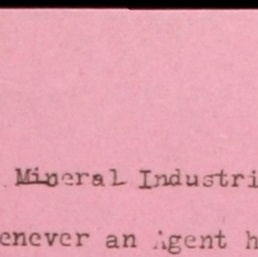 Mineral Industri
enever an Agent h